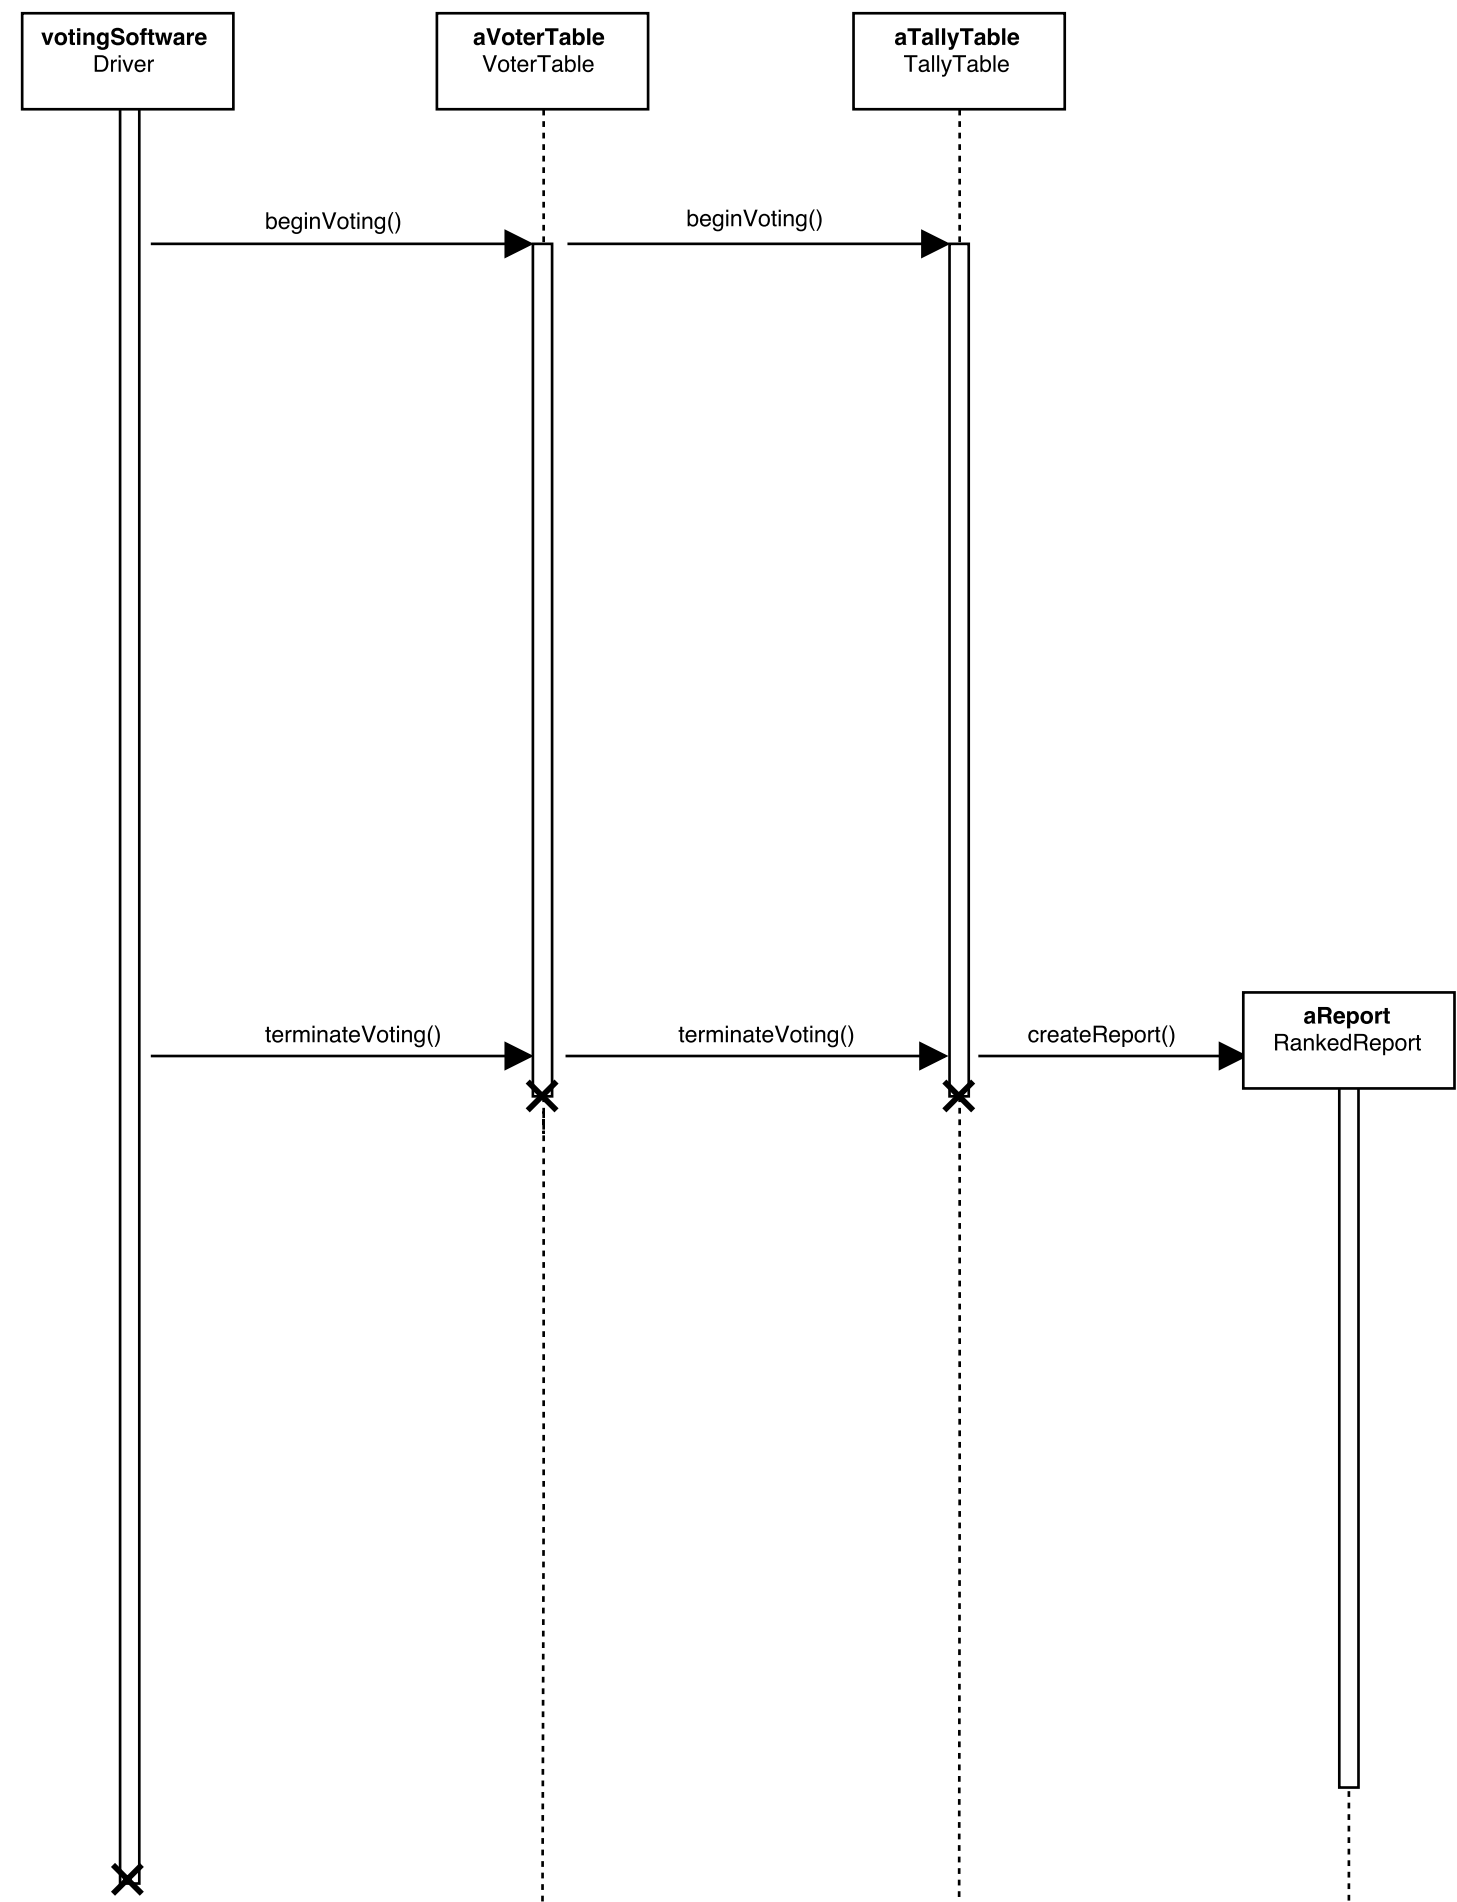 votingSoftware
Driver
aVoterTable
VoterTable
aTallyTable
TallyTable
beginVoting()
beginVoting()
aReport
RankedReport
terminateVoting()
terminateVoting()
createReport()